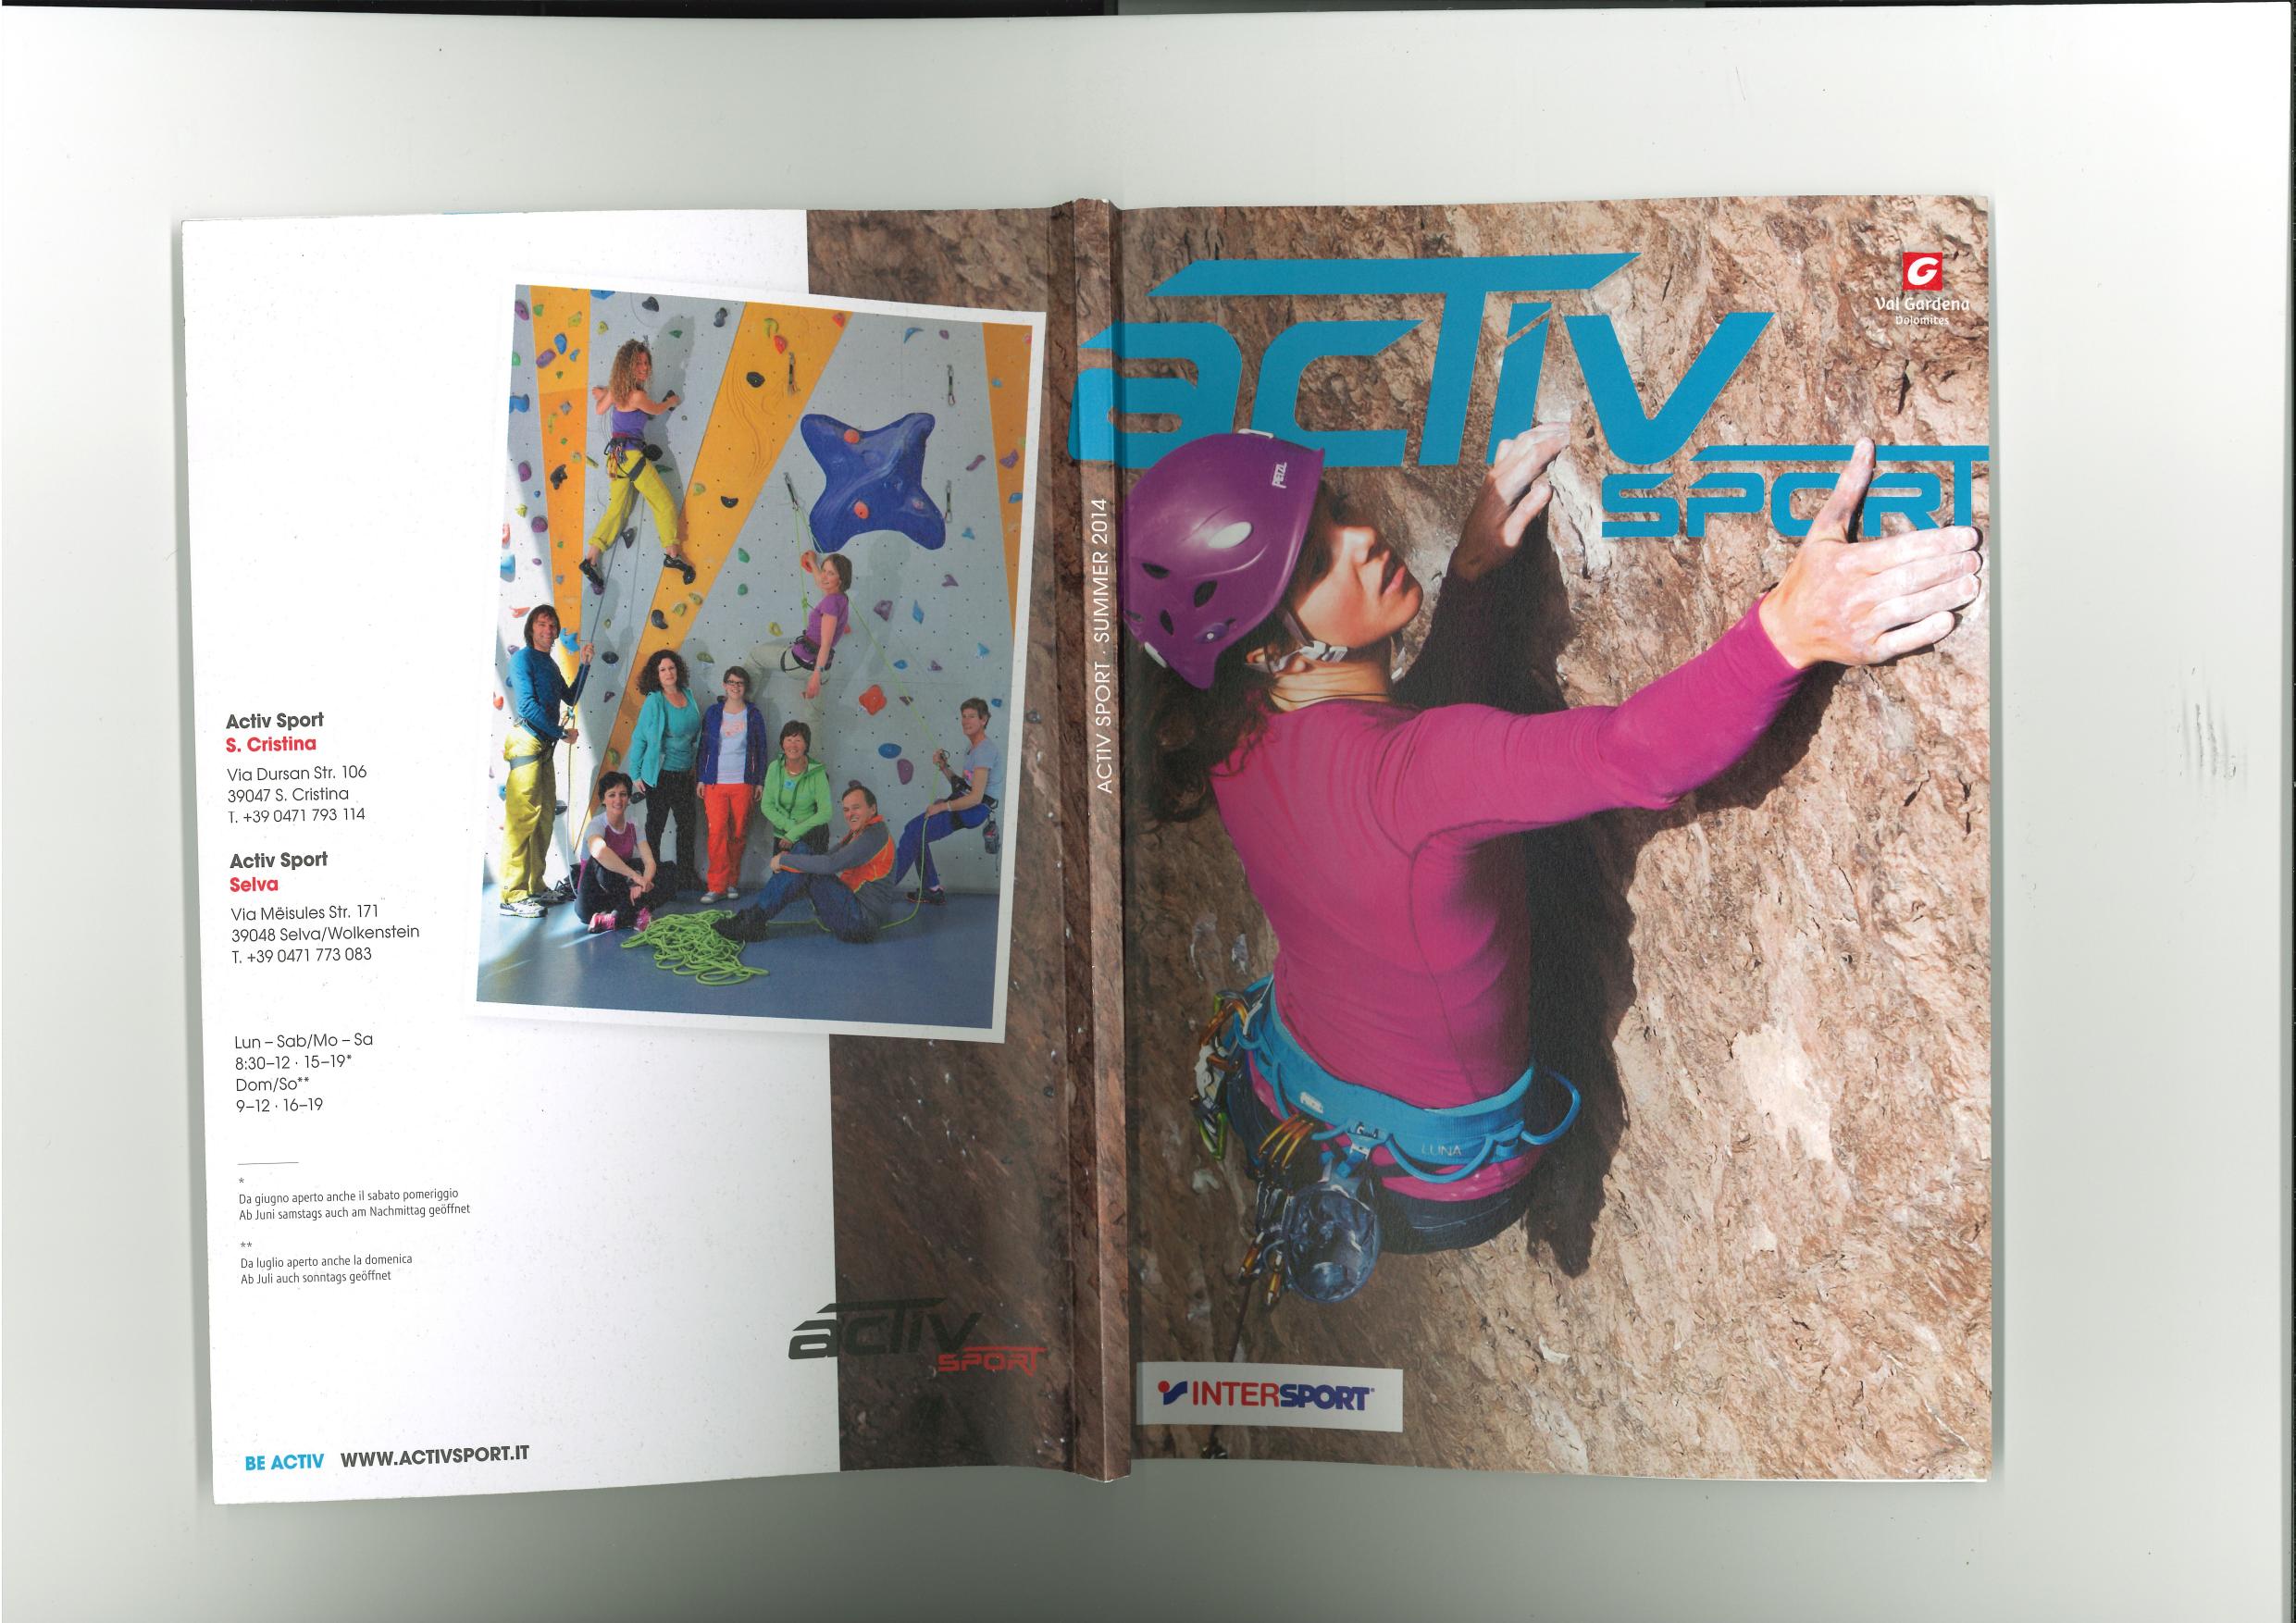 Activ Sport
S. Cristina
Via Dursan Str. 106
39047 S. Cristina
T. +39 0471 793 114
Activ Sport
Selva
Via Mëisules Str. 171
39048 Selva/Wolkenstein
T. +39 0471 773 083
Lun – Sab/Mo – Sa
8:30–12 · 15–19*
Dom/So**
9–12 · 16–19
*
Da giugno aperto anche il sabato pomeriggio
Ab Juni samstags auch am Nachmittag geöffnet
**
Da luglio aperto anche la domenica
Ab Juli auch sonntags geöffnet
acTiv
SPORT
BE ACTIV WWW.ACTIVSPORT.IT
ACTIV SPORT · SUMMER 2014
acTiv
SPORT
G
Val Gardena
Dolomites
PETZL
LUNA
INTERSPORT